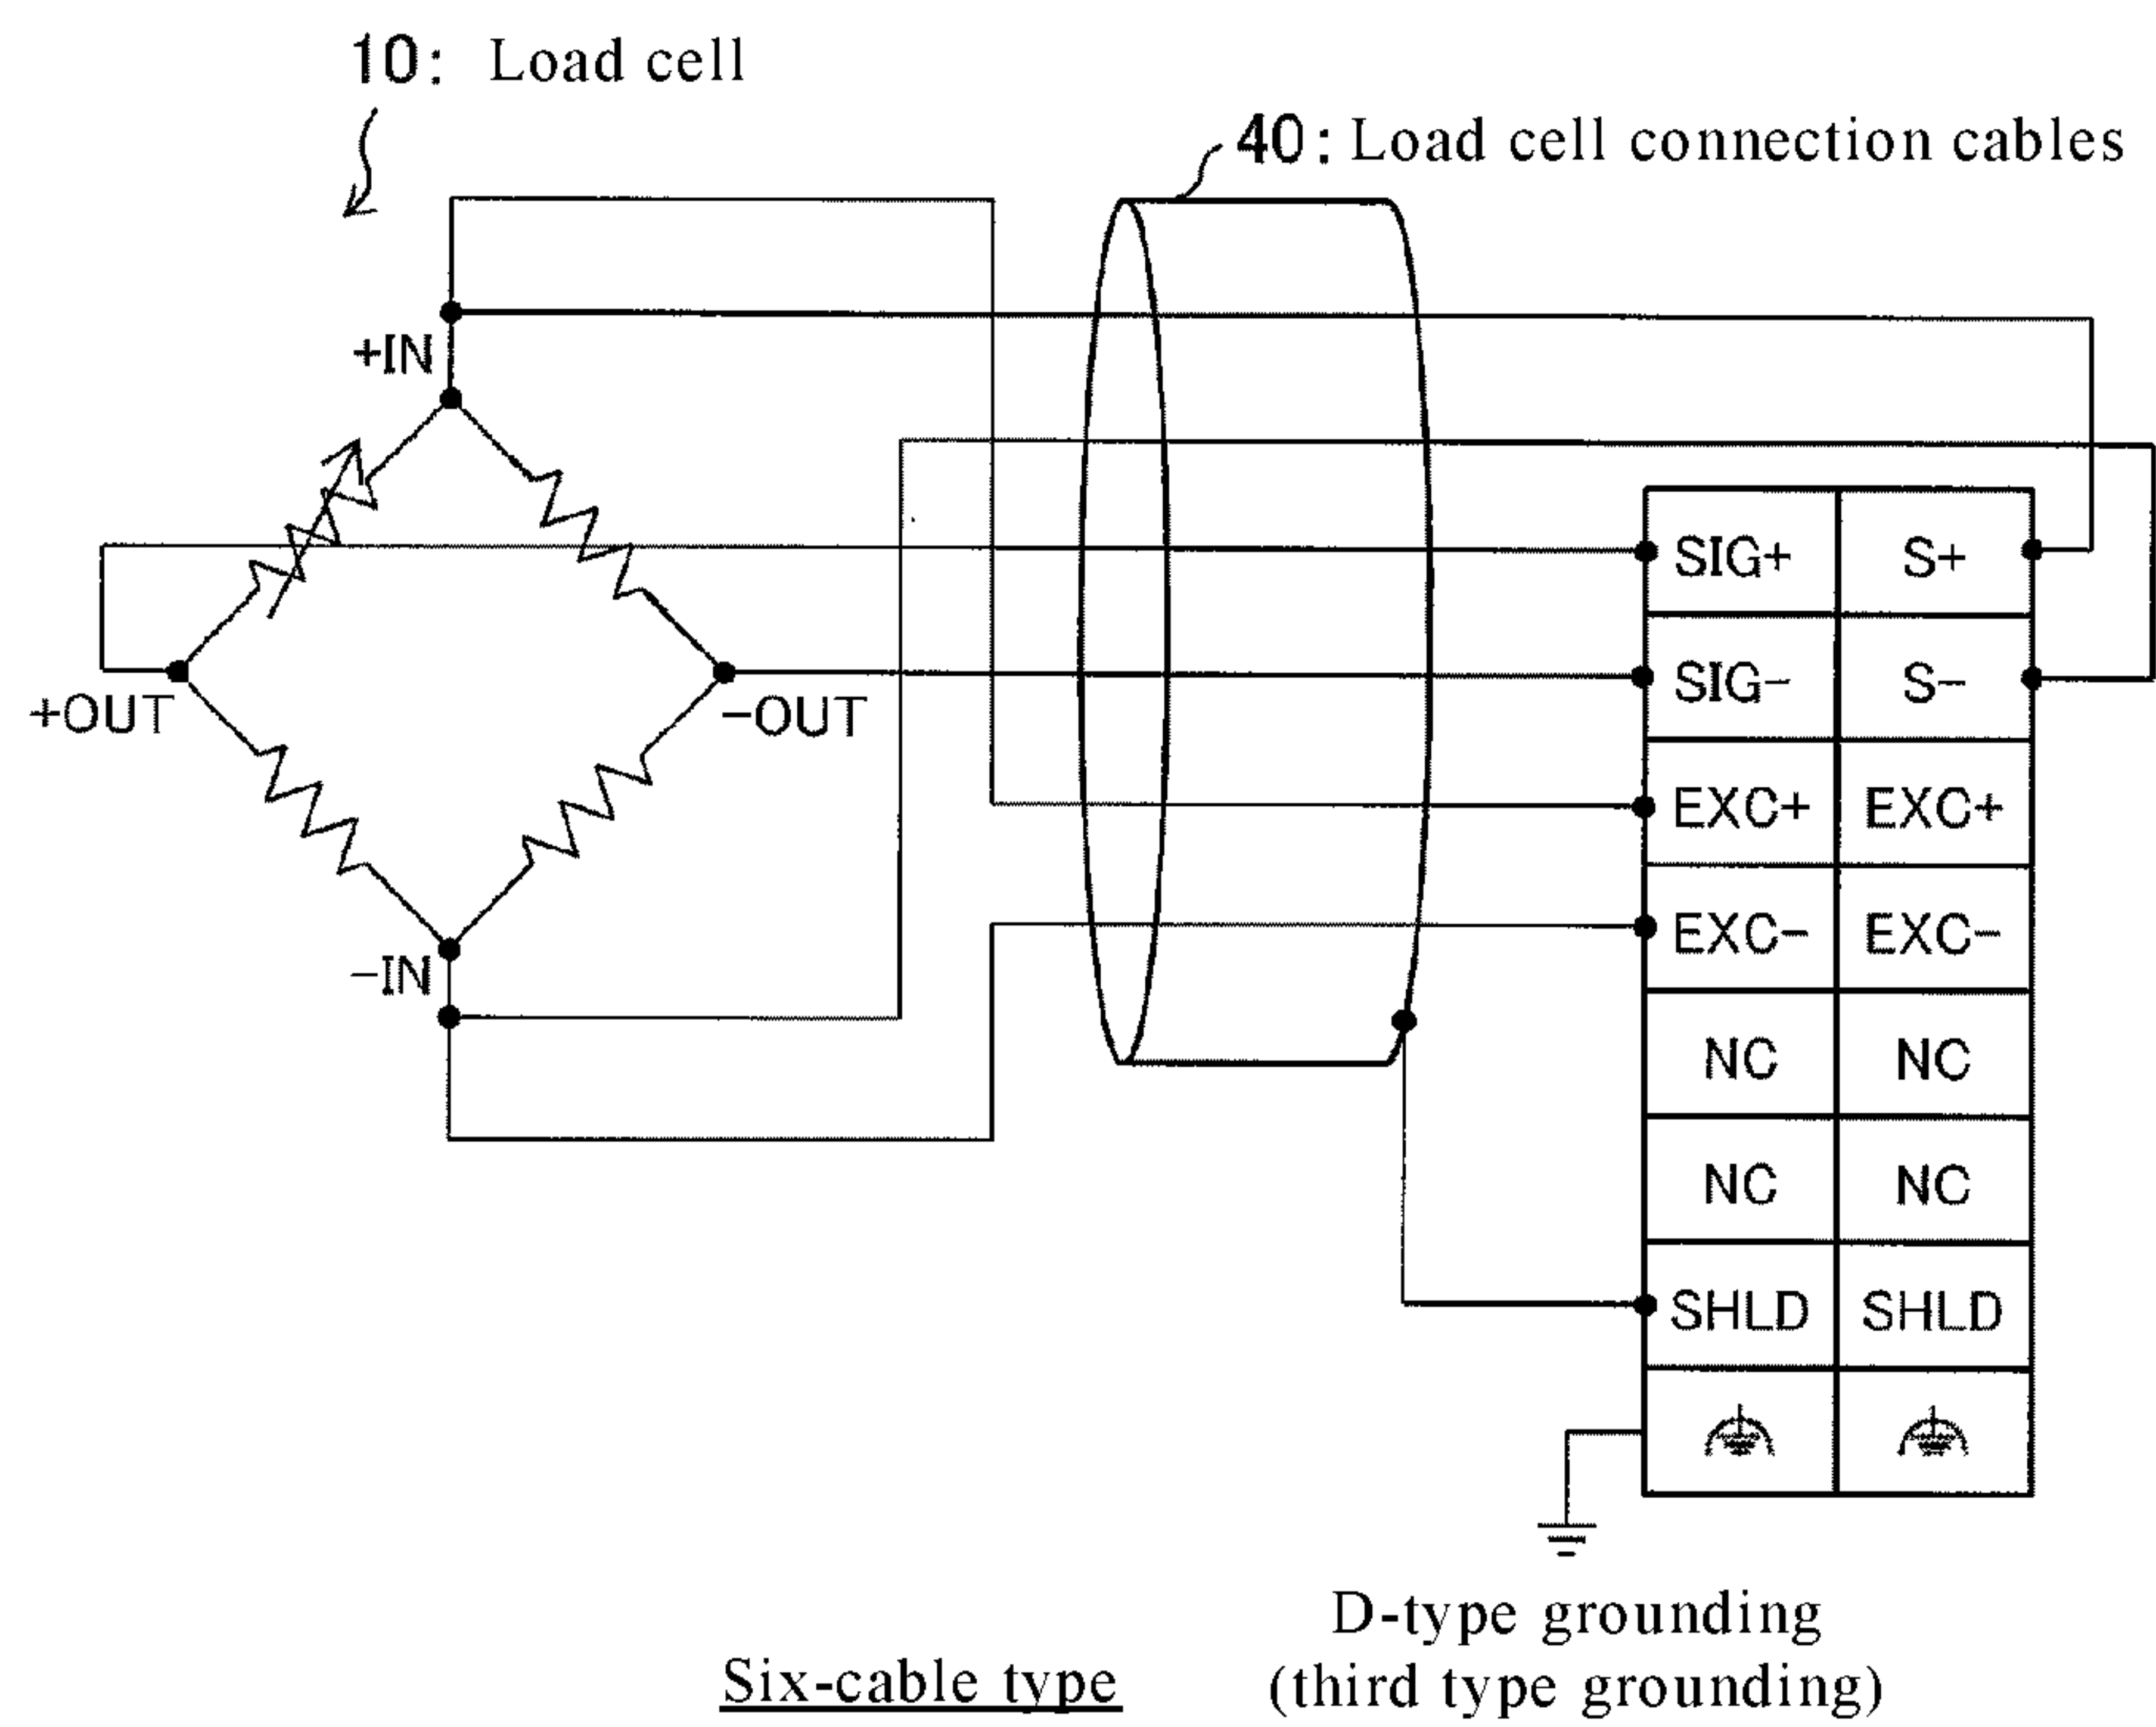 10: Load cell
40: Load cell connection cables
+IN
+OUT
−OUT
−IN
SIG+ S+
SIG− S−
EXC+ EXC+
EXC− EXC−
NC NC
NC NC
SHLD SHLD
D-type grounding
(third type grounding)
Six-cable type